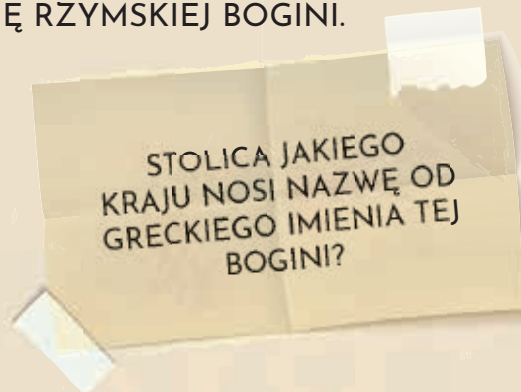 Ę RZYMSKIEJ BOGINI.
STOLICA JAKIEGO
KRAJU NOSI NAZWĘ OD
GRECKIEGO IMIENIA TEJ
BOGINI?